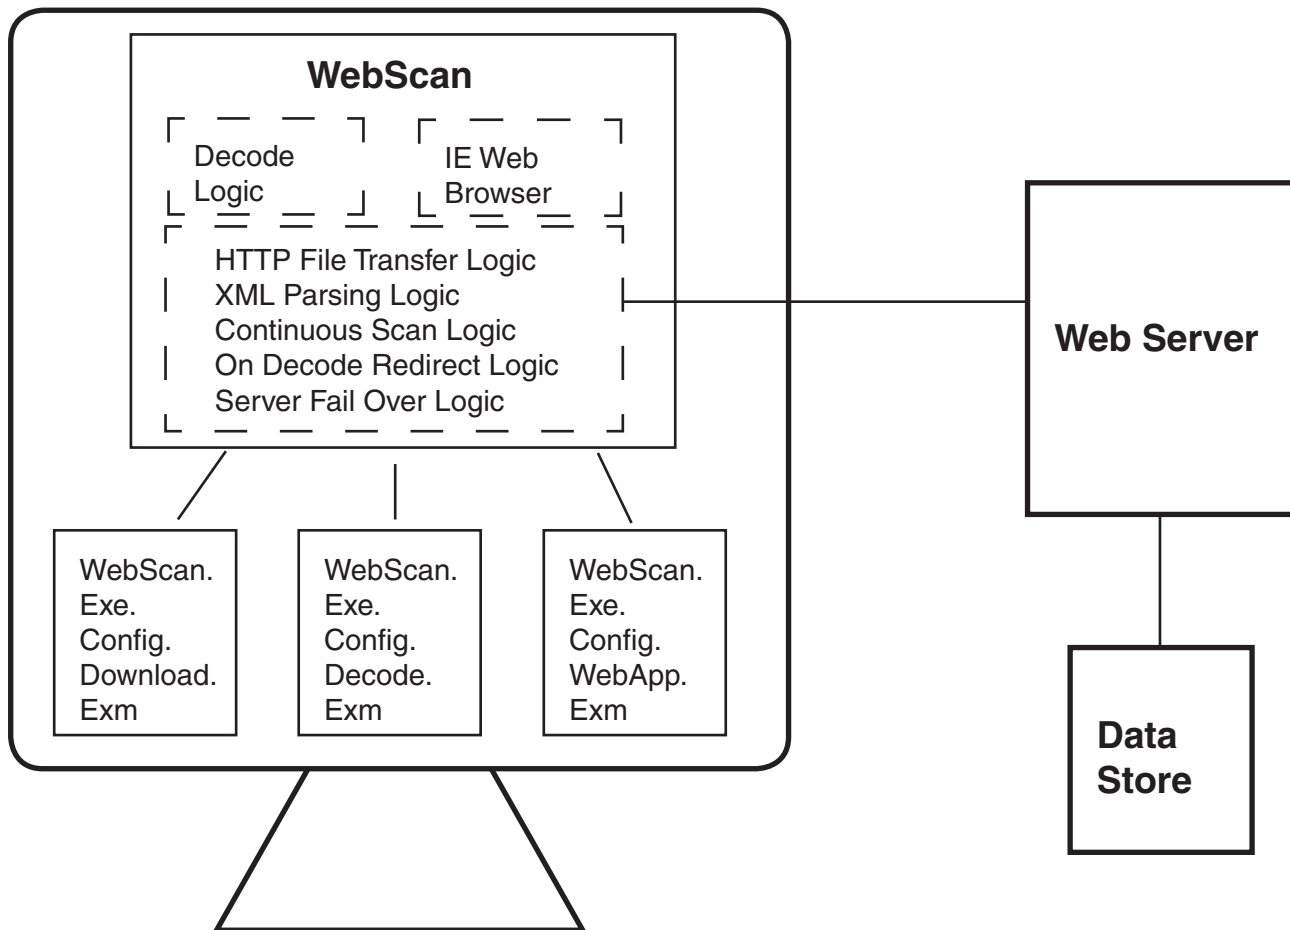 WebScan
Decode
Logic
IE Web
Browser
HTTP File Transfer Logic
XML Parsing Logic
Continuous Scan Logic
On Decode Redirect Logic
Server Fail Over Logic
Web Server
WebScan.
Exe.
Config.
Download.
Exm
WebScan.
Exe.
Config.
Decode.
Exm
WebScan.
Exe.
Config.
WebApp.
Exm
Data
Store